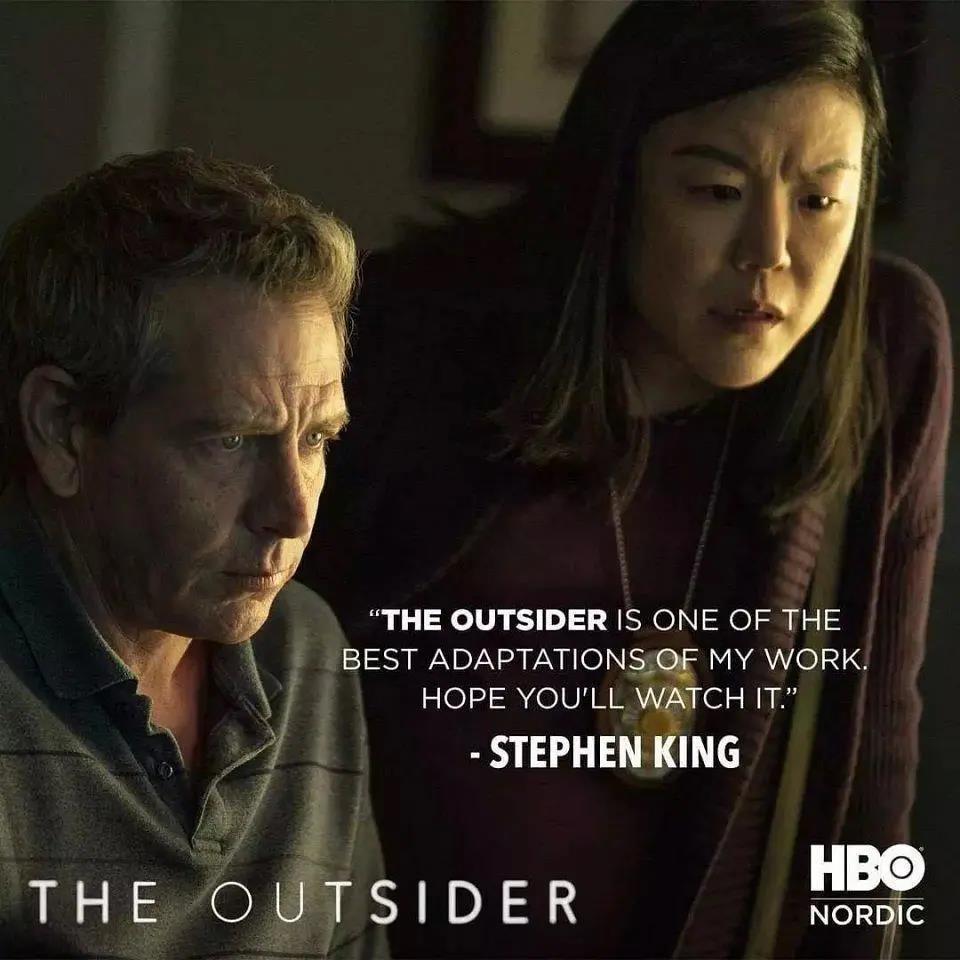 “THE OUTSIDER IS ONE OF THE
BEST ADAPTATIONS OF MY WORK.
HOPE YOU'LL WATCH IT.”
- STEPHEN KING
THE OUTSIDER
HBO
NORDIC